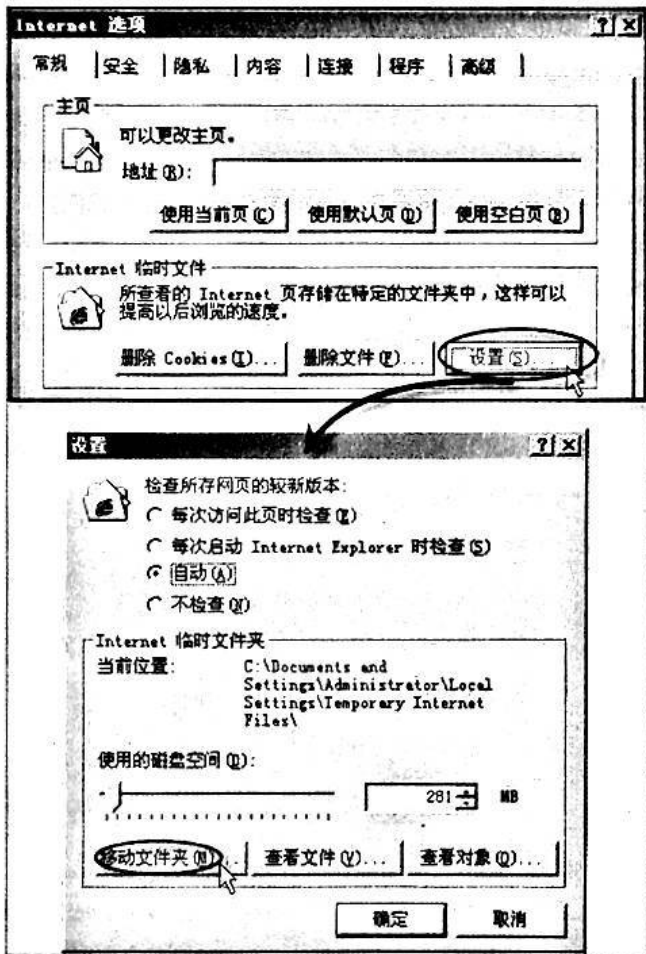 Internet 选项
常规 安全 隐私 内容 连接 程序 高级
主页
可以更改主页。
地址(R):
使用当前页(C) 使用默认页(D) 使用空白页(B)
Internet 临时文件
所查看的 Internet 页存储在特定的文件夹中，这样可以
提高以后浏览的速度。
删除 Cookies(I)... 删除文件(F)... 设置(S)...
设置
检查所存网页的较新版本:
每次访问此页时检查(E)
每次启动 Internet Explorer 时检查(S)
自动(A)
不检查(N)
Internet 临时文件夹
当前位置: C:\Documents and
Settings\Administrator\Local
Settings\Temporary Internet
Files\
使用的磁盘空间(D):
281 MB
移动文件夹(M)... 查看文件(V)... 查看对象(O)...
确定 取消